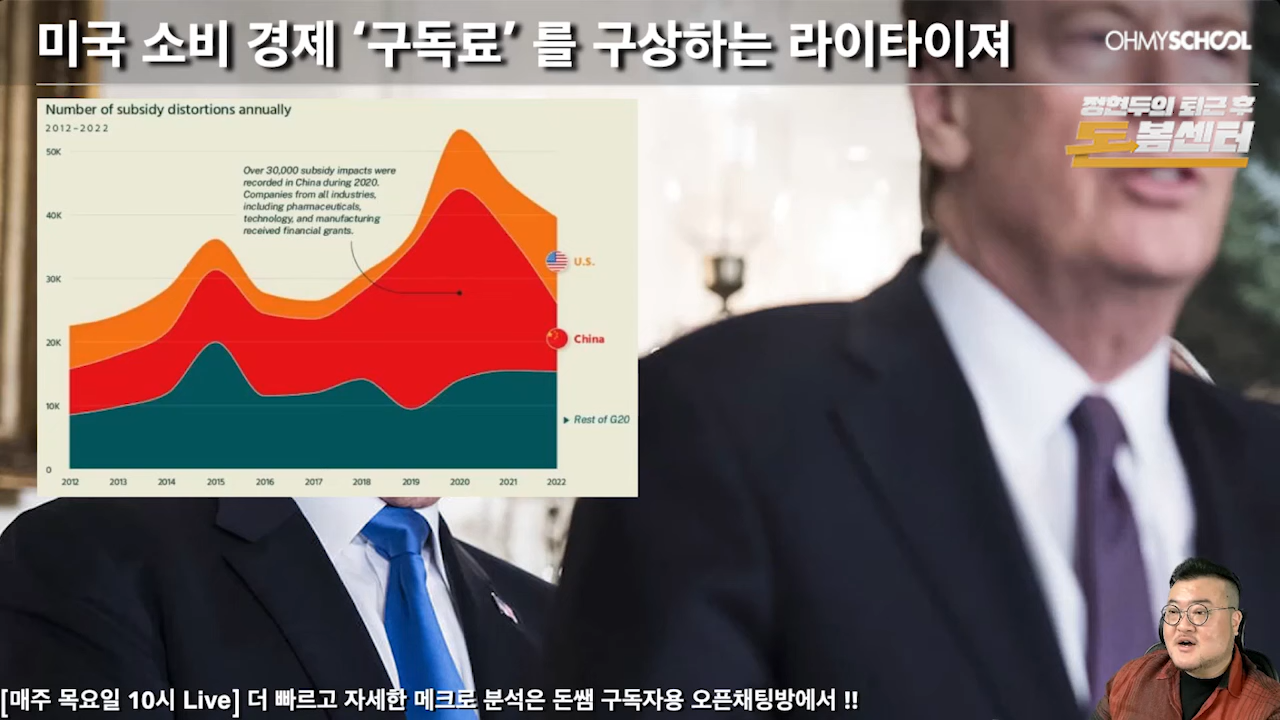 미국 소비 경제 ‘구독료’ 를 구상하는 라이타이져
OHMYSCHOOL
정현두의 퇴근 후
돈봄센터
Number of subsidy distortions annually
2012–2022
50K
Over 30,000 subsidy impacts were
recorded in China during 2020.
Companies from all industries,
including pharmaceuticals,
technology, and manufacturing
received financial grants.
40K
30K
U.S.
20K
China
10K
Rest of G20
0
2012 2013 2014 2015 2016 2017 2018 2019 2020 2021 2022
[매주 목요일 10시 Live] 더 빠르고 자세한 메크로 분석은 돈쌤 구독자용 오픈채팅방에서 !!